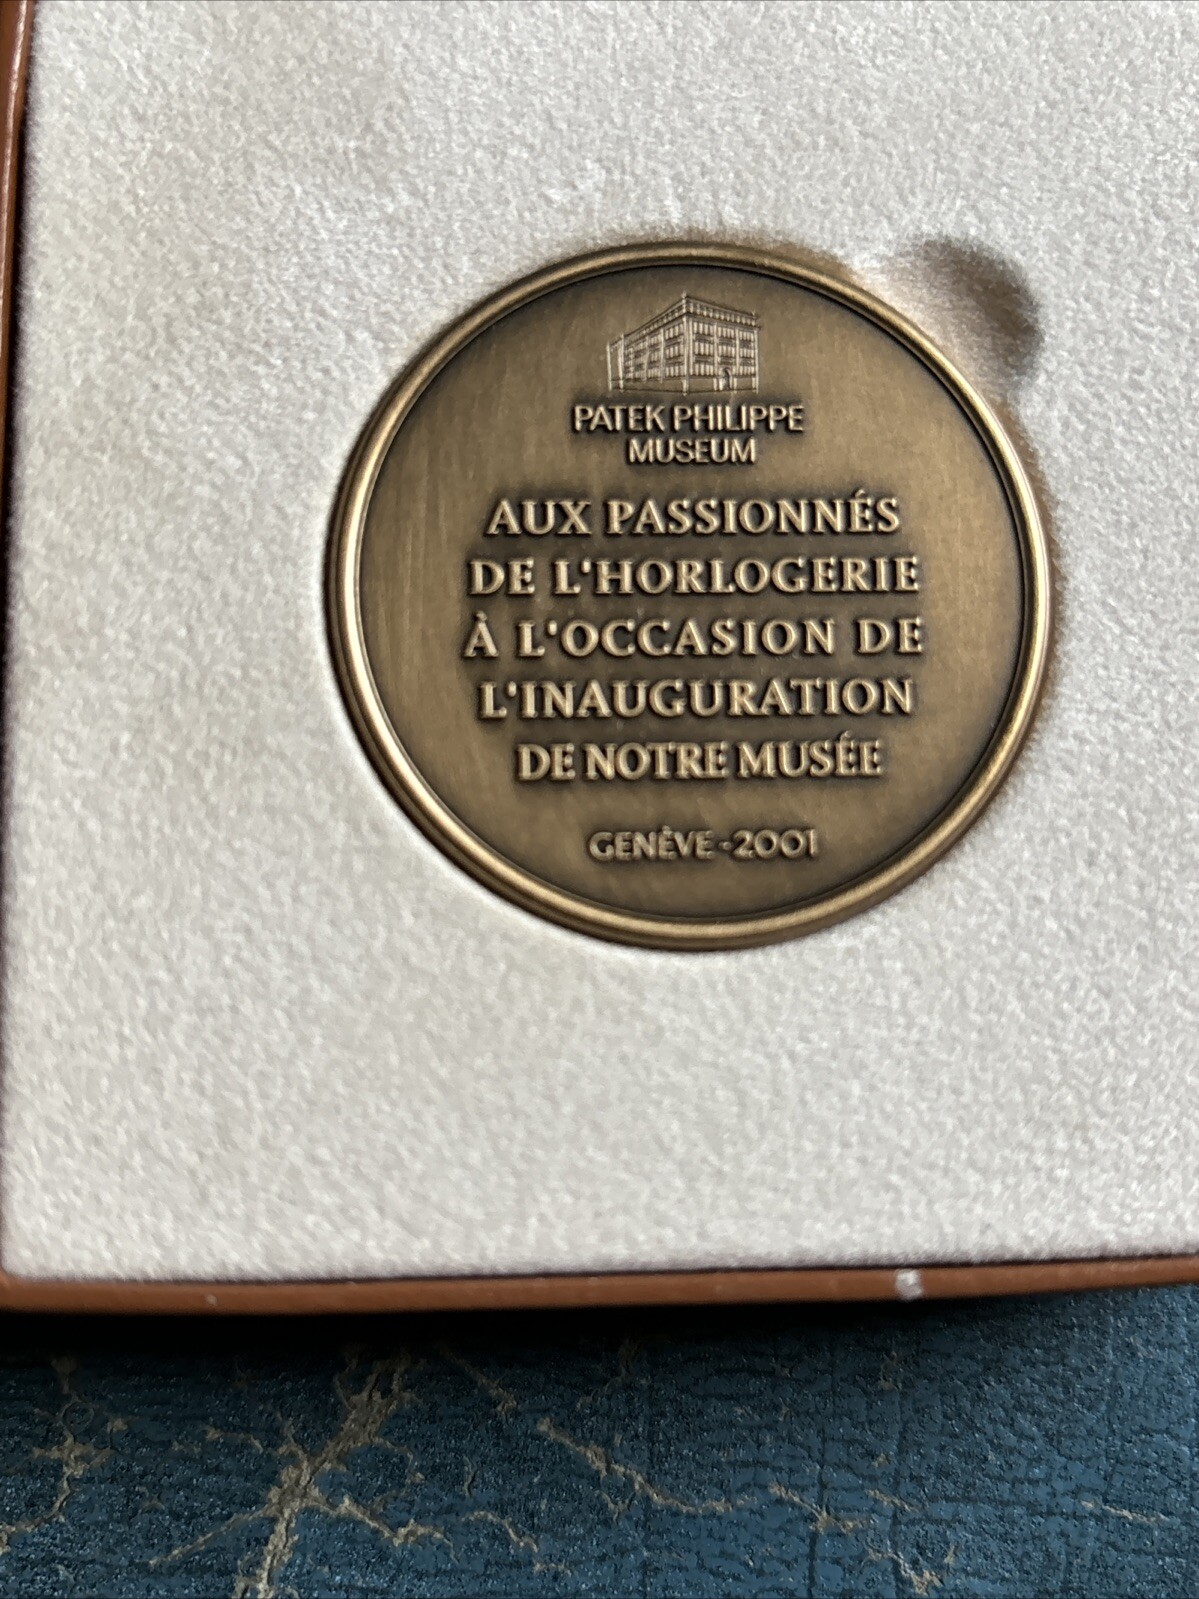 PATEK PHILIPPE
MUSEUM
AUX PASSIONNÉS
DE L'HORLOGERIE
À L'OCCASION DE
L'INAUGURATION
DE NOTRE MUSÉE
GENÈVE - 2001